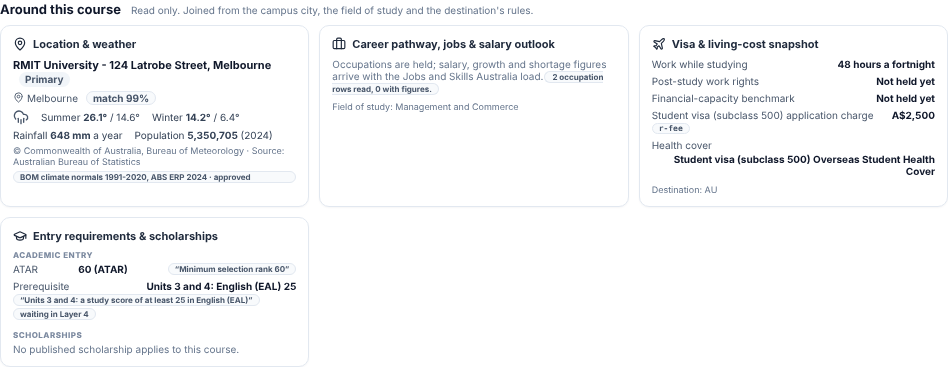 Around this course Read only. Joined from the campus city, the field of study and the destination's rules.
Location & weather
RMIT University - 124 Latrobe Street, Melbourne
Primary
Melbourne match 99%
Summer 26.1° / 14.6° Winter 14.2° / 6.4°
Rainfall 648 mm a year Population 5,350,705 (2024)
© Commonwealth of Australia, Bureau of Meteorology · Source:
Australian Bureau of Statistics
BOM climate normals 1991-2020, ABS ERP 2024 · approved
Career pathway, jobs & salary outlook
Occupations are held; salary, growth and shortage figures
arrive with the Jobs and Skills Australia load. 2 occupation
rows read, 0 with figures.
Field of study: Management and Commerce
Visa & living-cost snapshot
Work while studying 48 hours a fortnight
Post-study work rights Not held yet
Financial-capacity benchmark Not held yet
Student visa (subclass 500) application charge A$2,500
r-fee
Health cover
Student visa (subclass 500) Overseas Student Health
Cover
Destination: AU
Entry requirements & scholarships
ACADEMIC ENTRY
ATAR 60 (ATAR) “Minimum selection rank 60”
Prerequisite Units 3 and 4: English (EAL) 25
“Units 3 and 4: a study score of at least 25 in English (EAL)”
waiting in Layer 4
SCHOLARSHIPS
No published scholarship applies to this course.